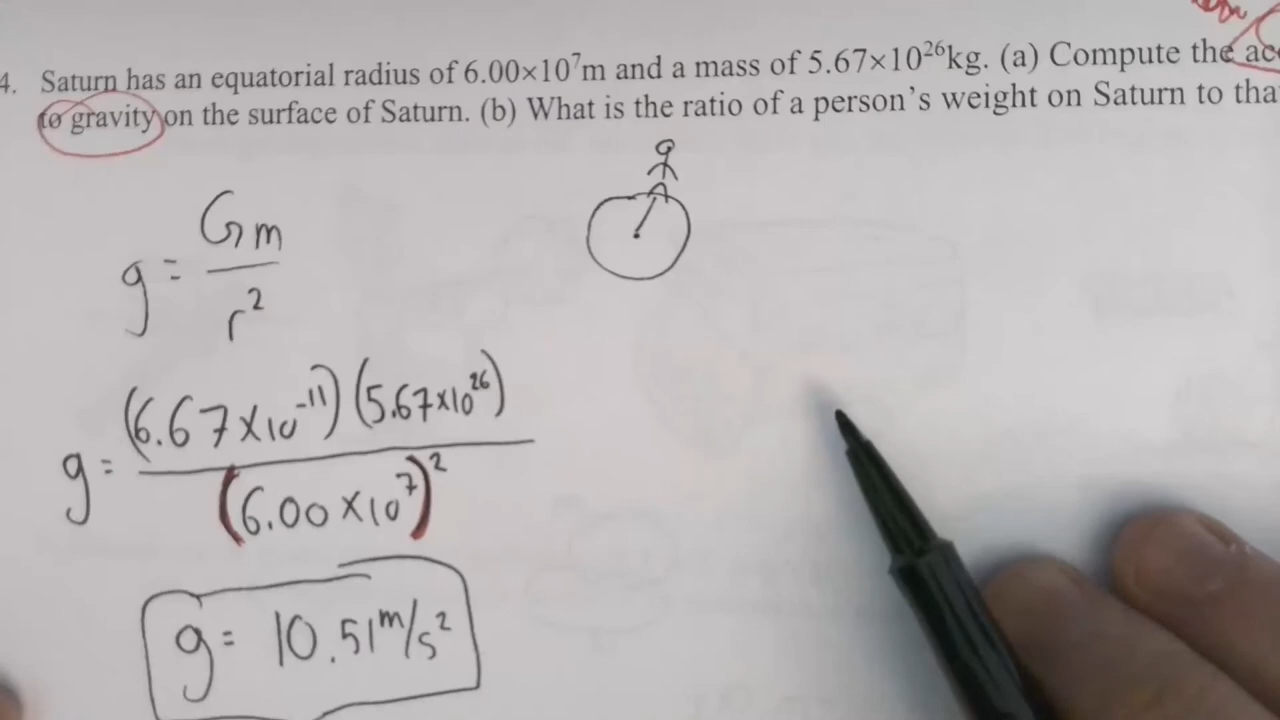 4. Saturn has an equatorial radius of 6.00×10⁷m and a mass of 5.67×10²⁶kg. (a) Compute the
to gravity on the surface of Saturn. (b) What is the ratio of a person's weight on Saturn to
g = Gm / r²
g = (6.67×10⁻¹¹)(5.67×10²⁶) / (6.00×10⁷)²
g = 10.51 m/s²